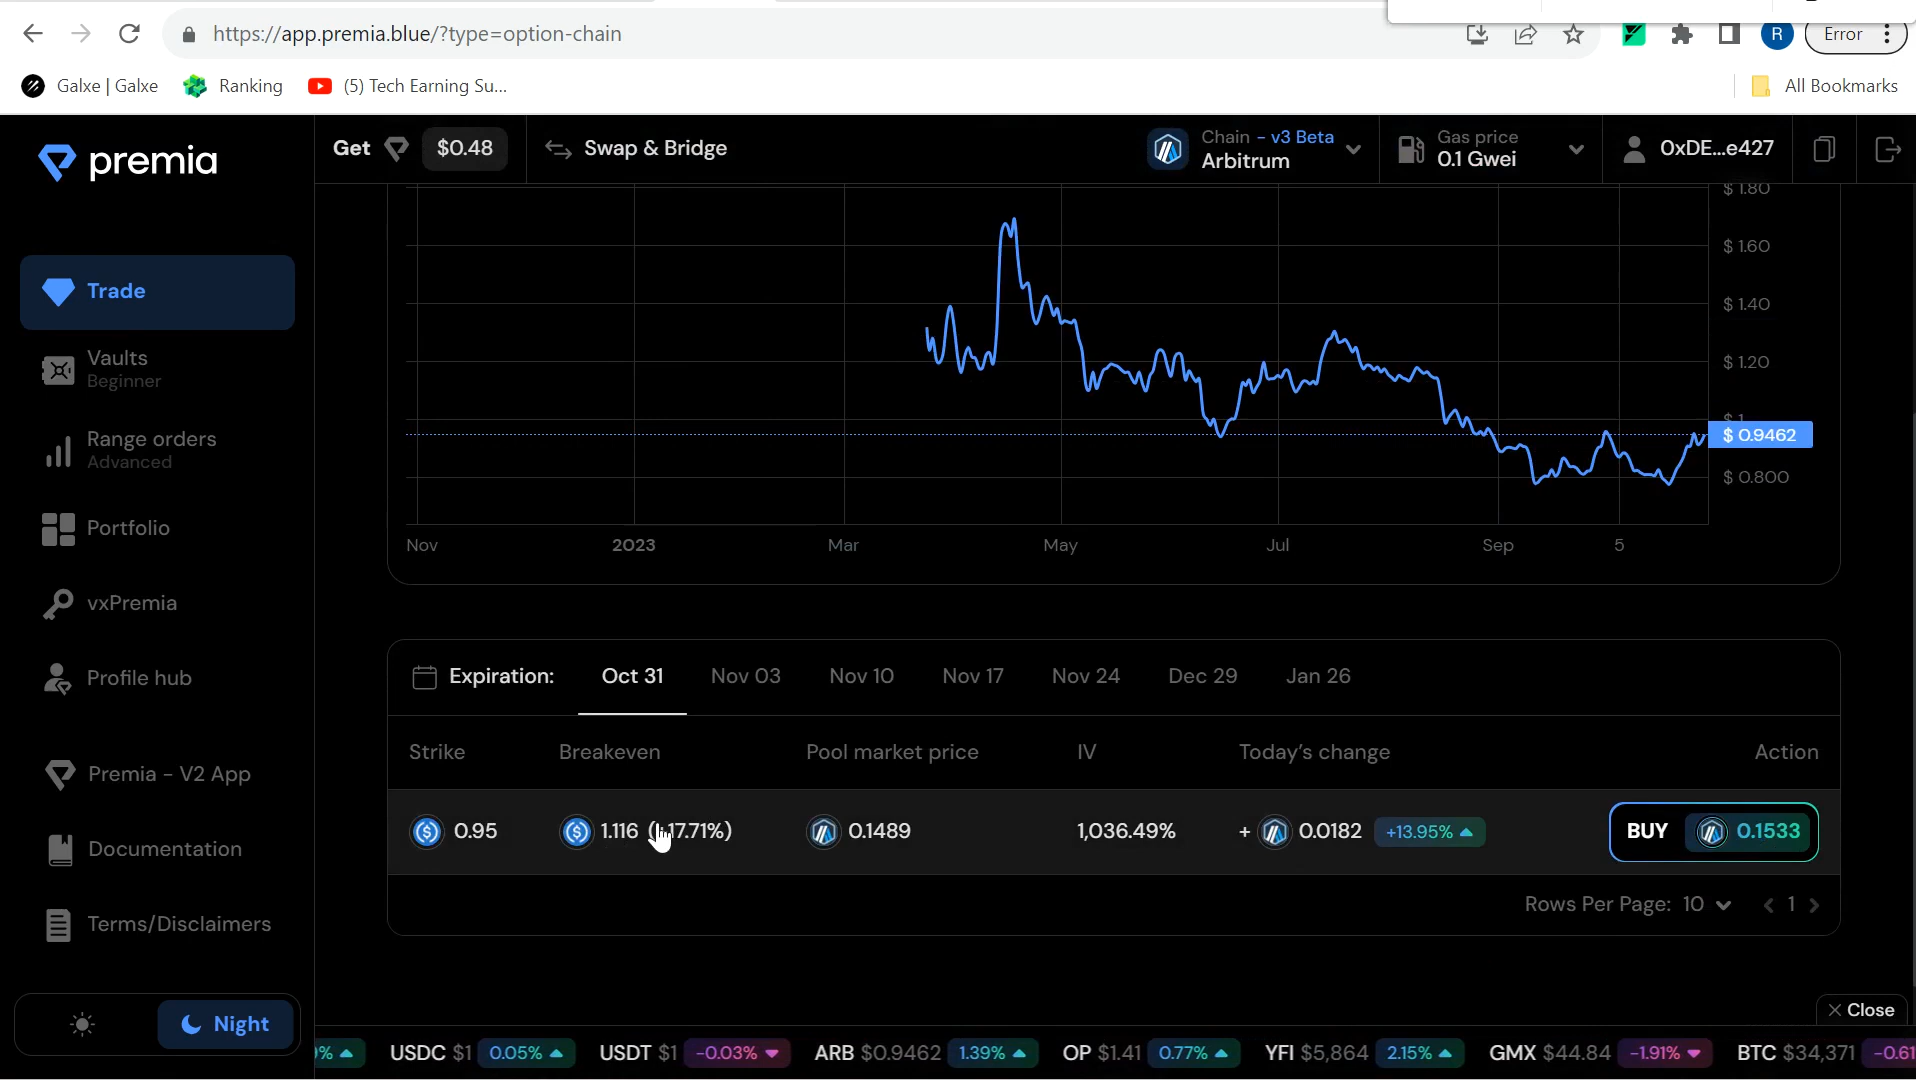 https://app.premia.blue/?type=option-chain
R
Error
Galxe | Galxe
Ranking
(5) Tech Earning Su...
All Bookmarks
premia
Get $0.48
Swap & Bridge
Chain - v3 Beta
Arbitrum
Gas price
0.1 Gwei
0xDE...e427
Trade
Vaults
Beginner
Range orders
Advanced
Portfolio
vxPremia
Profile hub
Premia - V2 App
Documentation
Terms/Disclaimers
Night
$ 1.80
$ 1.60
$ 1.40
$ 1.20
$ 1
$ 0.9462
$ 0.800
Nov 2023 Mar May Jul Sep 5
Expiration: Oct 31 Nov 03 Nov 10 Nov 17 Nov 24 Dec 29 Jan 26
Strike Breakeven Pool market price IV Today's change Action
0.95 1.116 17.71%) 0.1489 1,036.49% + 0.0182 +13.95% BUY 0.1533
Rows Per Page: 10 1
Close
% USDC $1 0.05% USDT $1 -0.03% ARB $0.9462 1.39% OP $1.41 0.77% YFI $5,864 2.15% GMX $44.84 -1.91% BTC $34,371 -0.61